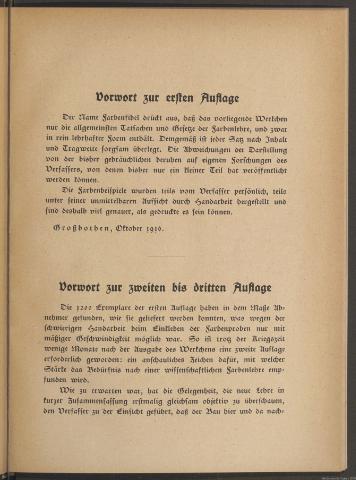 Vorwort zur ersten Auflage
Der Name Farbenfibel drückt aus, daß das vorliegende Werkchen
nur die allgemeinsten Tatsachen und Gesetze der Farbenlehre, und zwar
in rein lehrhafter Form enthält. Demgemäß ist jeder Satz nach Inhalt
und Tragweite sorgsam überlegt. Die Abweichungen der Darstellung
von der bisher gebräuchlichen beruhen auf eigenen Forschungen des
Verfassers, von denen bisher nur ein kleiner Teil hat veröffentlicht
werden können.
Die Farbenbeispiele wurden teils vom Verfasser persönlich, teils
unter seiner unmittelbaren Aufsicht durch Handarbeit hergestellt und
sind deshalb viel genauer, als gedruckte es sein können.
Großbothen, Oktober 1916.
Vorwort zur zweiten bis dritten Auflage
Die 1200 Exemplare der ersten Auflage haben in dem Maße Ab-
nehmer gefunden, wie sie geliefert werden konnten, was wegen der
schwierigen Handarbeit beim Einkleben der Farbenproben nur mit
mäßiger Geschwindigkeit möglich war. So ist trotz der Kriegszeit
wenige Monate nach der Ausgabe des Werkchens eine zweite Auflage
erforderlich geworden: ein anschauliches Zeichen dafür, mit welcher
Stärke das Bedürfnis nach einer wissenschaftlichen Farbenlehre emp-
funden wird.
Wie zu erwarten war, hat die Gelegenheit, die neue Lehre in
kurzer Zusammenfassung erstmalig gleichsam objektiv zu überschauen,
den Verfasser zu der Einsicht geführt, daß der Bau hier und da nach-